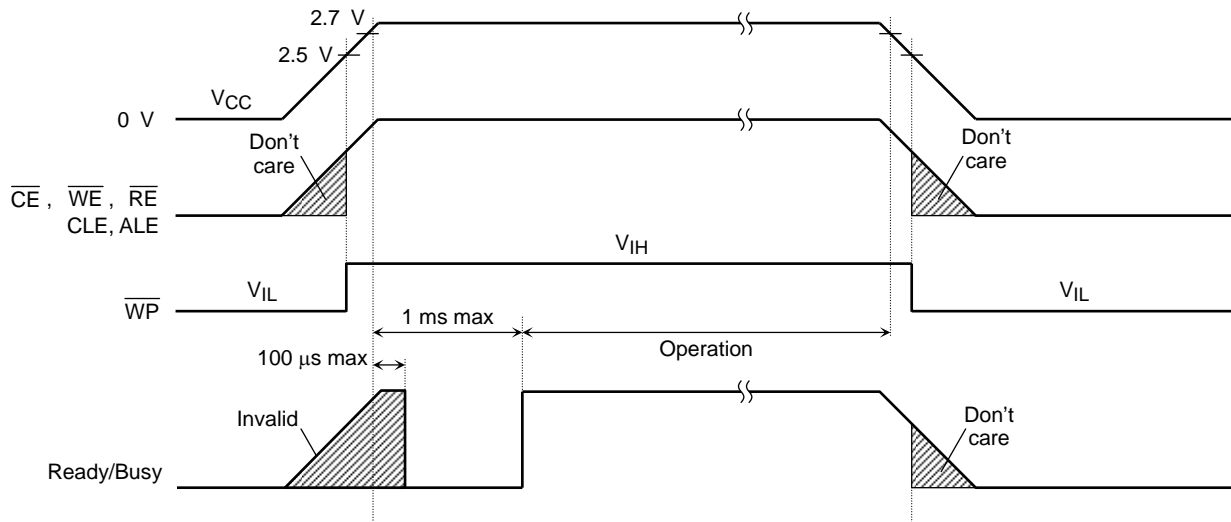 2.7 V
2.5 V
VCC
0 V
Don't
care
Don't
care
CE , WE , RE
CLE, ALE
VIH
VIL
VIL
WP
1 ms max
Operation
100 μs max
Invalid
Don't
care
Ready/Busy